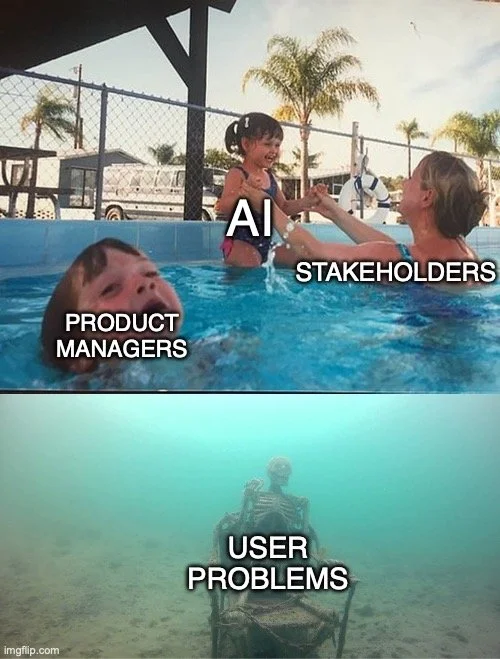 AI
STAKEHOLDERS
PRODUCT
MANAGERS
USER
PROBLEMS
imgflip.com